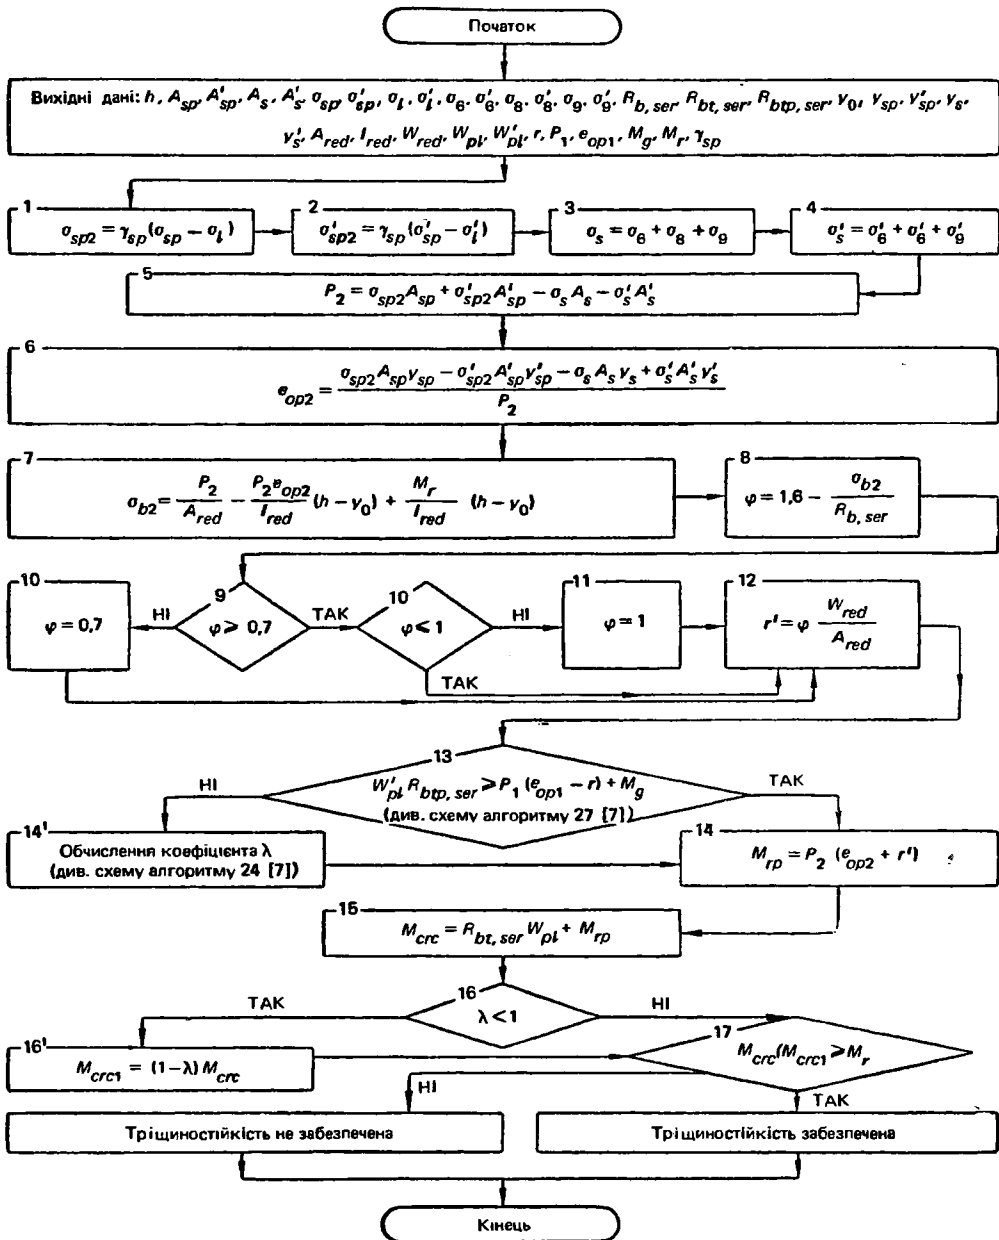 Початок
Вихідні дані: h, A_sp, A'_sp, A_s, A'_s, σ_sp, σ'_sp, σ_l, σ'_l, σ_6, σ'_6, σ_8, σ'_8, σ_9, σ'_9, R_b, ser, R_bt, ser, R_btp, ser, y_0, y_sp, y'_sp, y_s,
y'_s, A_red, I_red, W_red, W_pl, W'_pl, r, P_1, e_op1, M_g, M_r, γ_sp
1
σ_sp2 = γ_sp(σ_sp − σ_l)
2
σ'_sp2 = γ_sp(σ'_sp − σ'_l)
3
σ_s = σ_6 + σ_8 + σ_9
4
σ'_s = σ'_6 + σ'_6 + σ'_9
5
P_2 = σ_sp2 A_sp + σ'_sp2 A'_sp − σ_s A_s − σ'_s A'_s
6
e_op2 = (σ_sp2 A_sp y_sp − σ'_sp2 A'_sp y'_sp − σ_s A_s y_s + σ'_s A'_s y'_s) / P_2
7
σ_b2 = P_2 / A_red − P_2 e_op2 / I_red (h − y_0) + M_r / I_red (h − y_0)
8
φ = 1,6 − σ_b2 / R_b, ser
10
φ = 0,7
НІ
9
φ ⩾ 0,7
ТАК
10
φ ⩽ 1
НІ
ТАК
11
φ = 1
12
r' = φ W_red / A_red
13
W'_pl R_btp, ser ⩾ P_1 (e_op1 − r) + M_g
(див. схему алгоритму 27 [7])
НІ
ТАК
14'
Обчислення коефіцієнта λ
(див. схему алгоритму 24 [7])
14
M_rp = P_2 (e_op2 + r')
15
M_crc = R_bt, ser W_pl + M_rp
16
λ < 1
ТАК
НІ
16'
M_crc1 = (1−λ) M_crc
17
M_crc(M_crc1 ⩾ M_r
НІ
ТАК
Тріщиностійкість не забезпечена
Тріщиностійкість забезпечена
Кінець